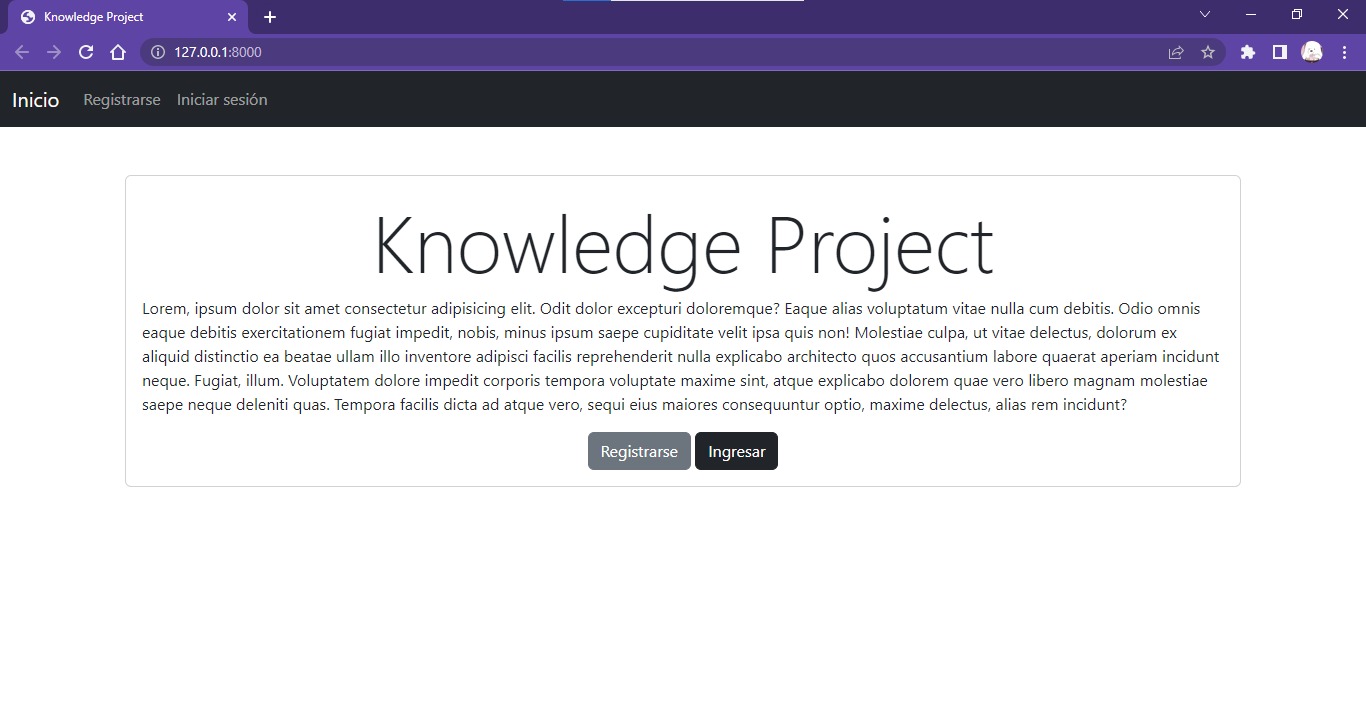 Knowledge Project
127.0.0.1:8000
Inicio Registrarse Iniciar sesión
Knowledge Project
Lorem, ipsum dolor sit amet consectetur adipisicing elit. Odit dolor excepturi doloremque? Eaque alias voluptatum vitae nulla cum debitis. Odio omnis
eaque debitis exercitationem fugiat impedit, nobis, minus ipsum saepe cupiditate velit ipsa quis non! Molestiae culpa, ut vitae delectus, dolorum ex
aliquid distinctio ea beatae ullam illo inventore adipisci facilis reprehenderit nulla explicabo architecto quos accusantium labore quaerat aperiam incidunt
neque. Fugiat, illum. Voluptatem dolore impedit corporis tempora voluptate maxime sint, atque explicabo dolorem quae vero libero magnam molestiae
saepe neque deleniti quas. Tempora facilis dicta ad atque vero, sequi eius maiores consequuntur optio, maxime delectus, alias rem incidunt?
Registrarse Ingresar